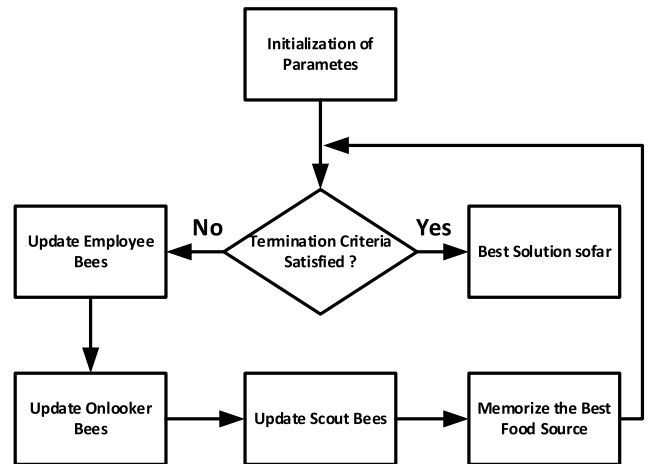 Initialization of
Parametes
No
Yes
Update Employee
Bees
Termination Criteria
Satisfied ?
Best Solution sofar
Update Onlooker
Bees
Update Scout Bees
Memorize the Best
Food Source